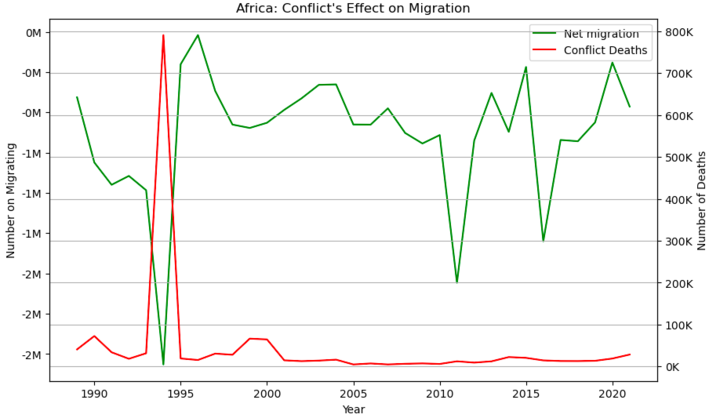 Africa: Conflict's Effect on Migration
Net migration
Conflict Deaths
Number on Migrating
0M
-0M
-0M
-1M
-1M
-1M
-2M
-2M
-2M
800K
700K
600K
500K
400K
300K
200K
100K
0K
Number of Deaths
1990
1995
2000
2005
2010
2015
2020
Year